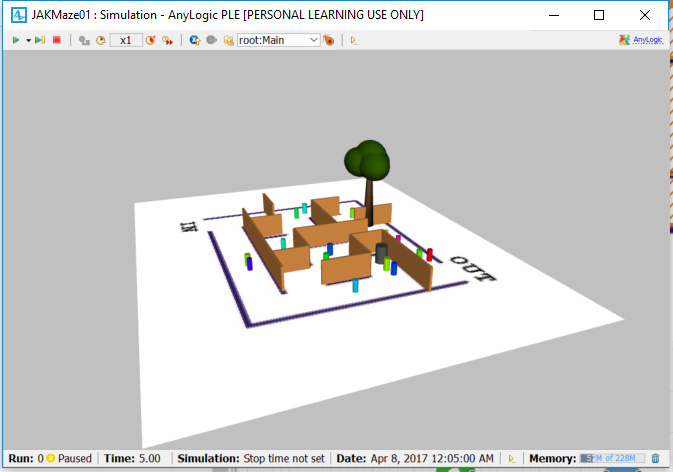 JAKMaze01 : Simulation - AnyLogic PLE [PERSONAL LEARNING USE ONLY]
x1 root:Main AnyLogic
IN
OUT
Run: 0 Paused Time: 5.00 Simulation: Stop time not set Date: Apr 8, 2017 12:05:00 AM Memory: 52M of 228M